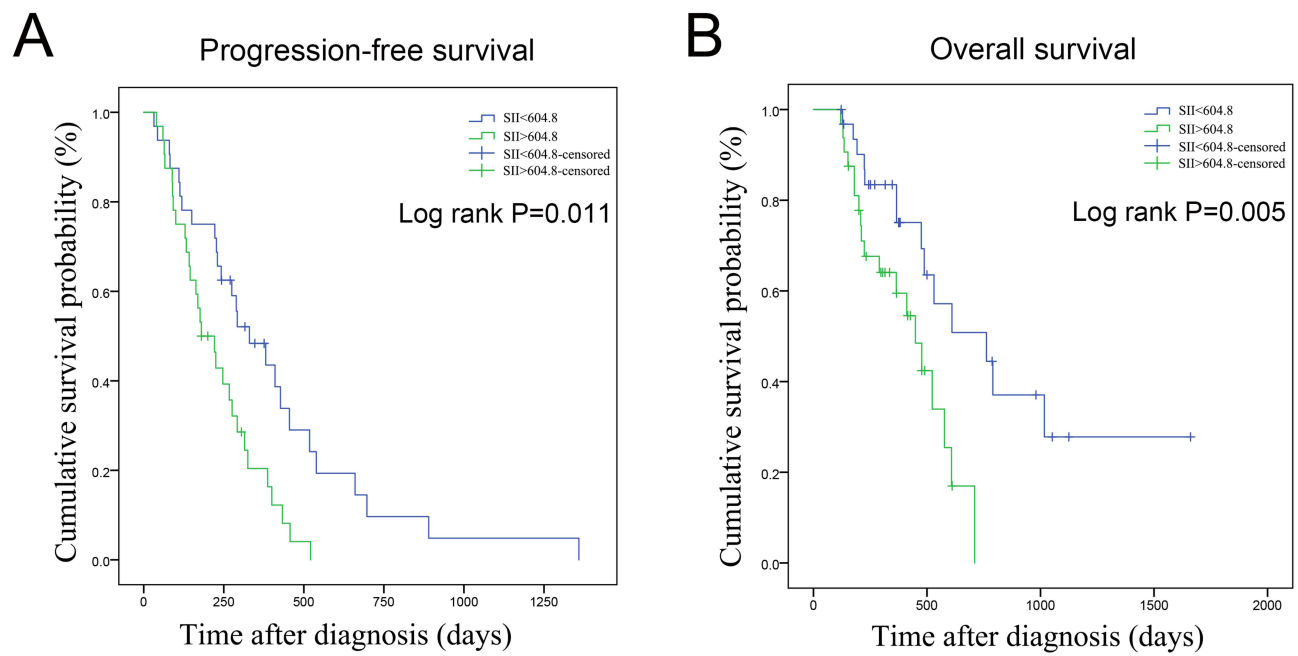 A
Progression-free survival
Cumulative survival probability (%)
1.0
0.8
0.6
0.4
0.2
0.0
SII<604.8
SII>604.8
SII<604.8-censored
SII>604.8-censored
Log rank P=0.011
0 250 500 750 1000 1250
Time after diagnosis (days)
B
Overall survival
Cumulative survival probability (%)
1.0
0.8
0.6
0.4
0.2
0.0
SII<604.8
SII>604.8
SII<604.8-censored
SII>604.8-censored
Log rank P=0.005
0 500 1000 1500 2000
Time after diagnosis (days)